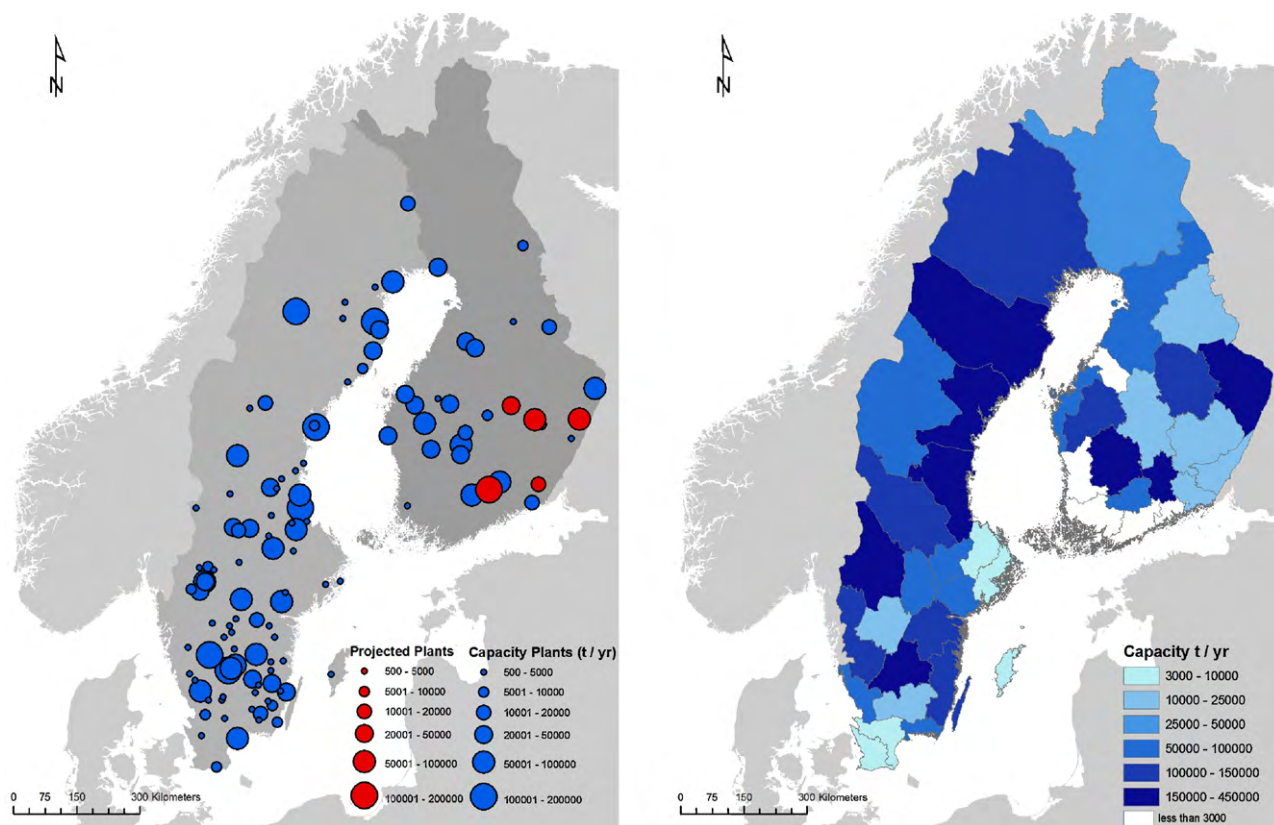 N
Projected Plants
500 - 5000
5001 - 10000
10001 - 20000
20001 - 50000
50001 - 100000
100001 - 200000
Capacity Plants (t / yr)
500 - 5000
5001 - 10000
10001 - 20000
20001 - 50000
50001 - 100000
100001 - 200000
0 75 150 300 Kilometers
N
Capacity t / yr
3000 - 10000
10000 - 25000
25000 - 50000
50000 - 100000
100000 - 150000
150000 - 450000
less than 3000
0 75 150 300 Kilometers